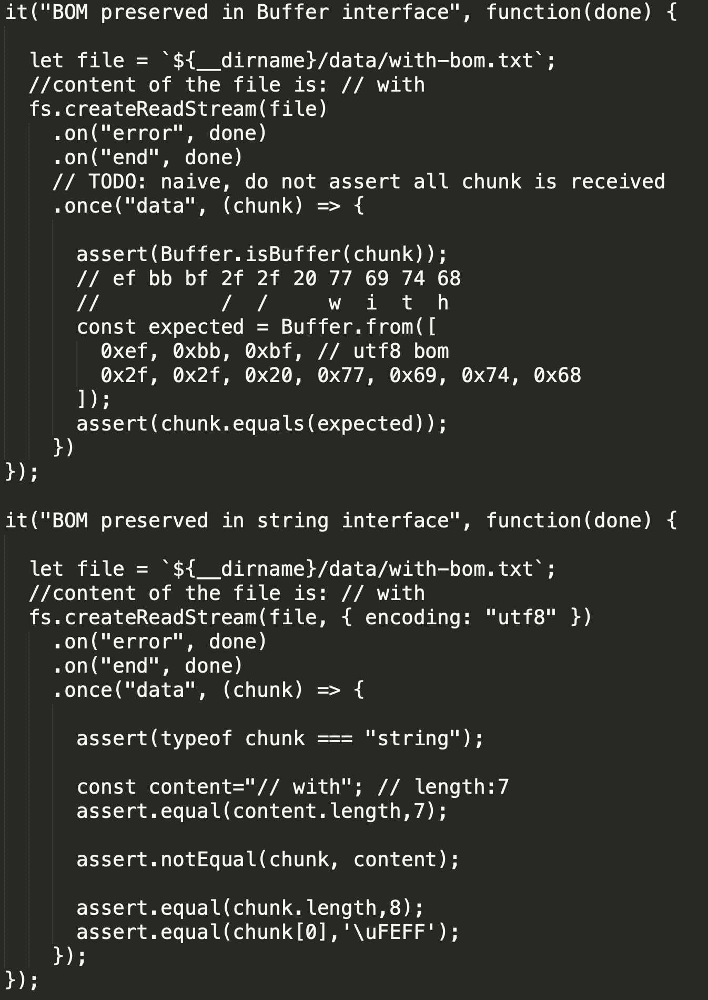 it("BOM preserved in Buffer interface", function(done) {

  let file = `${__dirname}/data/with-bom.txt`;
  //content of the file is: // with
  fs.createReadStream(file)
    .on("error", done)
    .on("end", done)
    // TODO: naive, do not assert all chunk is received
    .once("data", (chunk) => {

      assert(Buffer.isBuffer(chunk));
      // ef bb bf 2f 2f 20 77 69 74 68
      //          /  /     w  i  t  h
      const expected = Buffer.from([
        0xef, 0xbb, 0xbf, // utf8 bom
        0x2f, 0x2f, 0x20, 0x77, 0x69, 0x74, 0x68
      ]);
      assert(chunk.equals(expected));
    })
});

it("BOM preserved in string interface", function(done) {

  let file = `${__dirname}/data/with-bom.txt`;
  //content of the file is: // with
  fs.createReadStream(file, { encoding: "utf8" })
    .on("error", done)
    .on("end", done)
    .once("data", (chunk) => {

      assert(typeof chunk === "string");

      const content="// with"; // length:7
      assert.equal(content.length,7);

      assert.notEqual(chunk, content);

      assert.equal(chunk.length,8);
      assert.equal(chunk[0],'\uFEFF');
    });
});